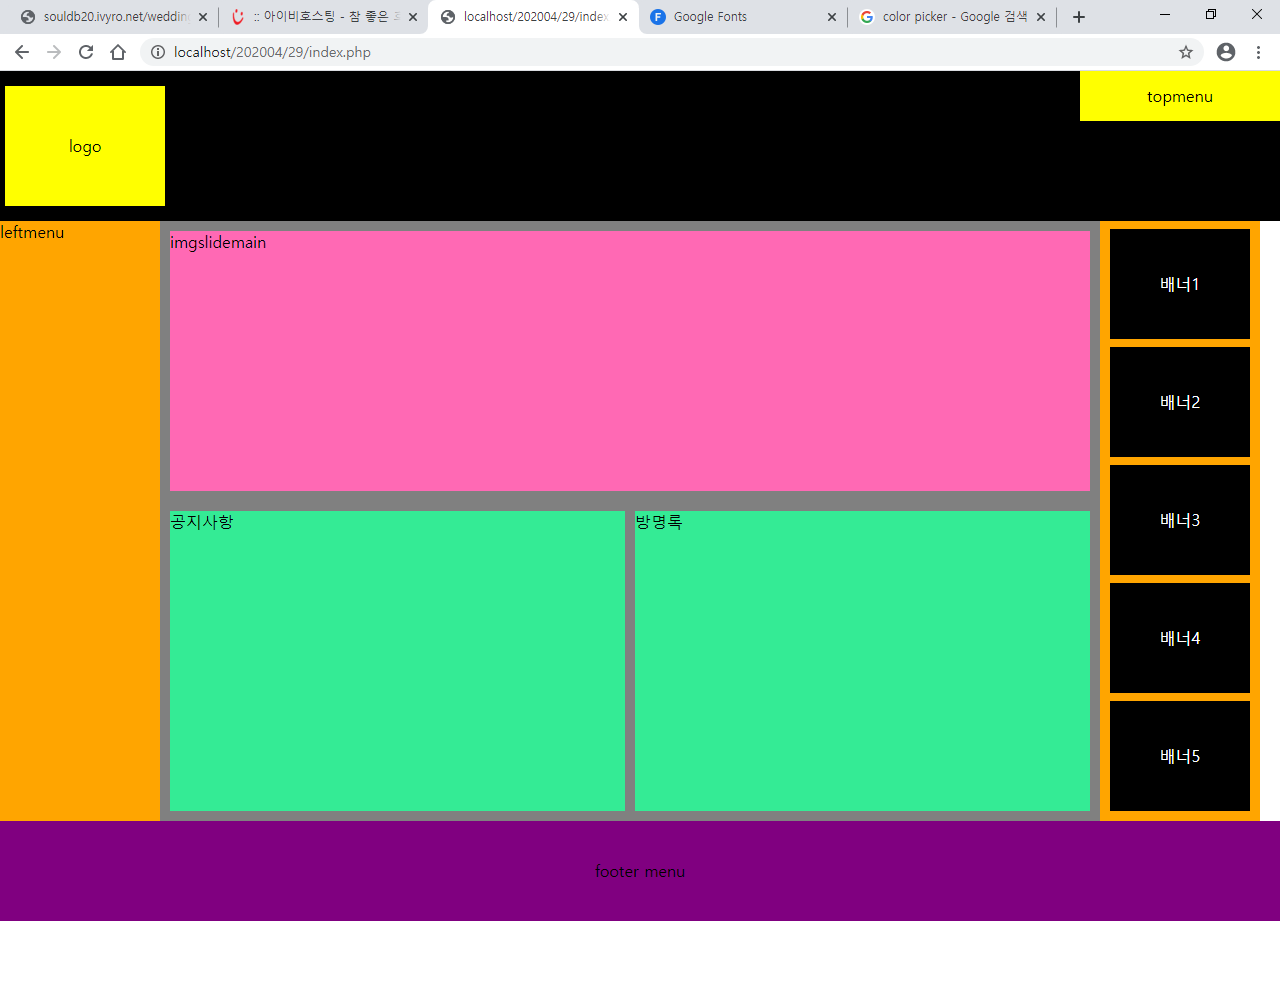 souldb20.ivyro.net/weddin
:: 아이비호스팅 - 참 좋은
localhost/202004/29/index
Google Fonts
color picker - Google 검색
localhost/202004/29/index.php
topmenu
logo
leftmenu
imgslidemain
배너1
배너2
배너3
공지사항
방명록
배너4
배너5
footer menu